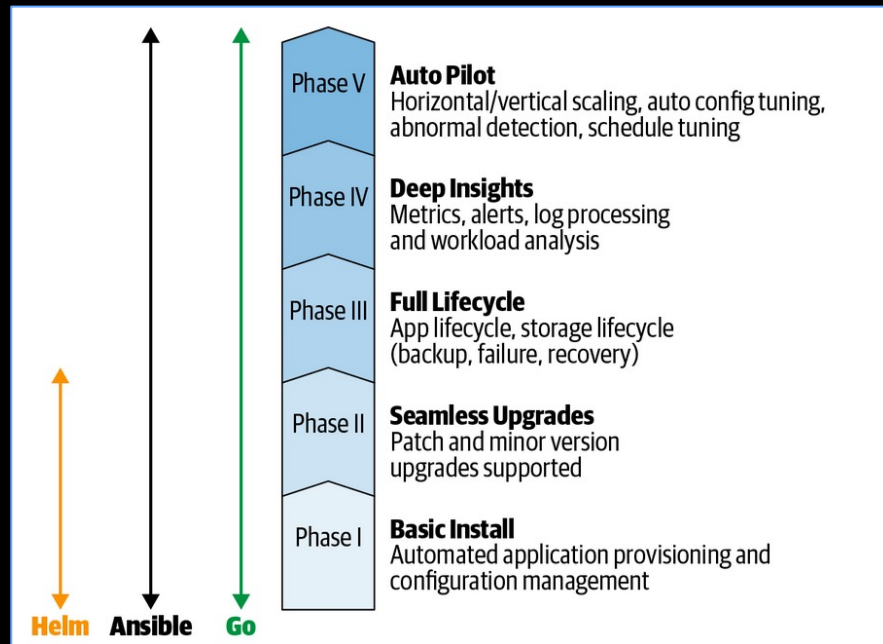 Phase V
Auto Pilot
Horizontal/vertical scaling, auto config tuning,
abnormal detection, schedule tuning
Phase IV
Deep Insights
Metrics, alerts, log processing
and workload analysis
Phase III
Full Lifecycle
App lifecycle, storage lifecycle
(backup, failure, recovery)
Phase II
Seamless Upgrades
Patch and minor version
upgrades supported
Phase I
Basic Install
Automated application provisioning and
configuration management
Helm Ansible Go